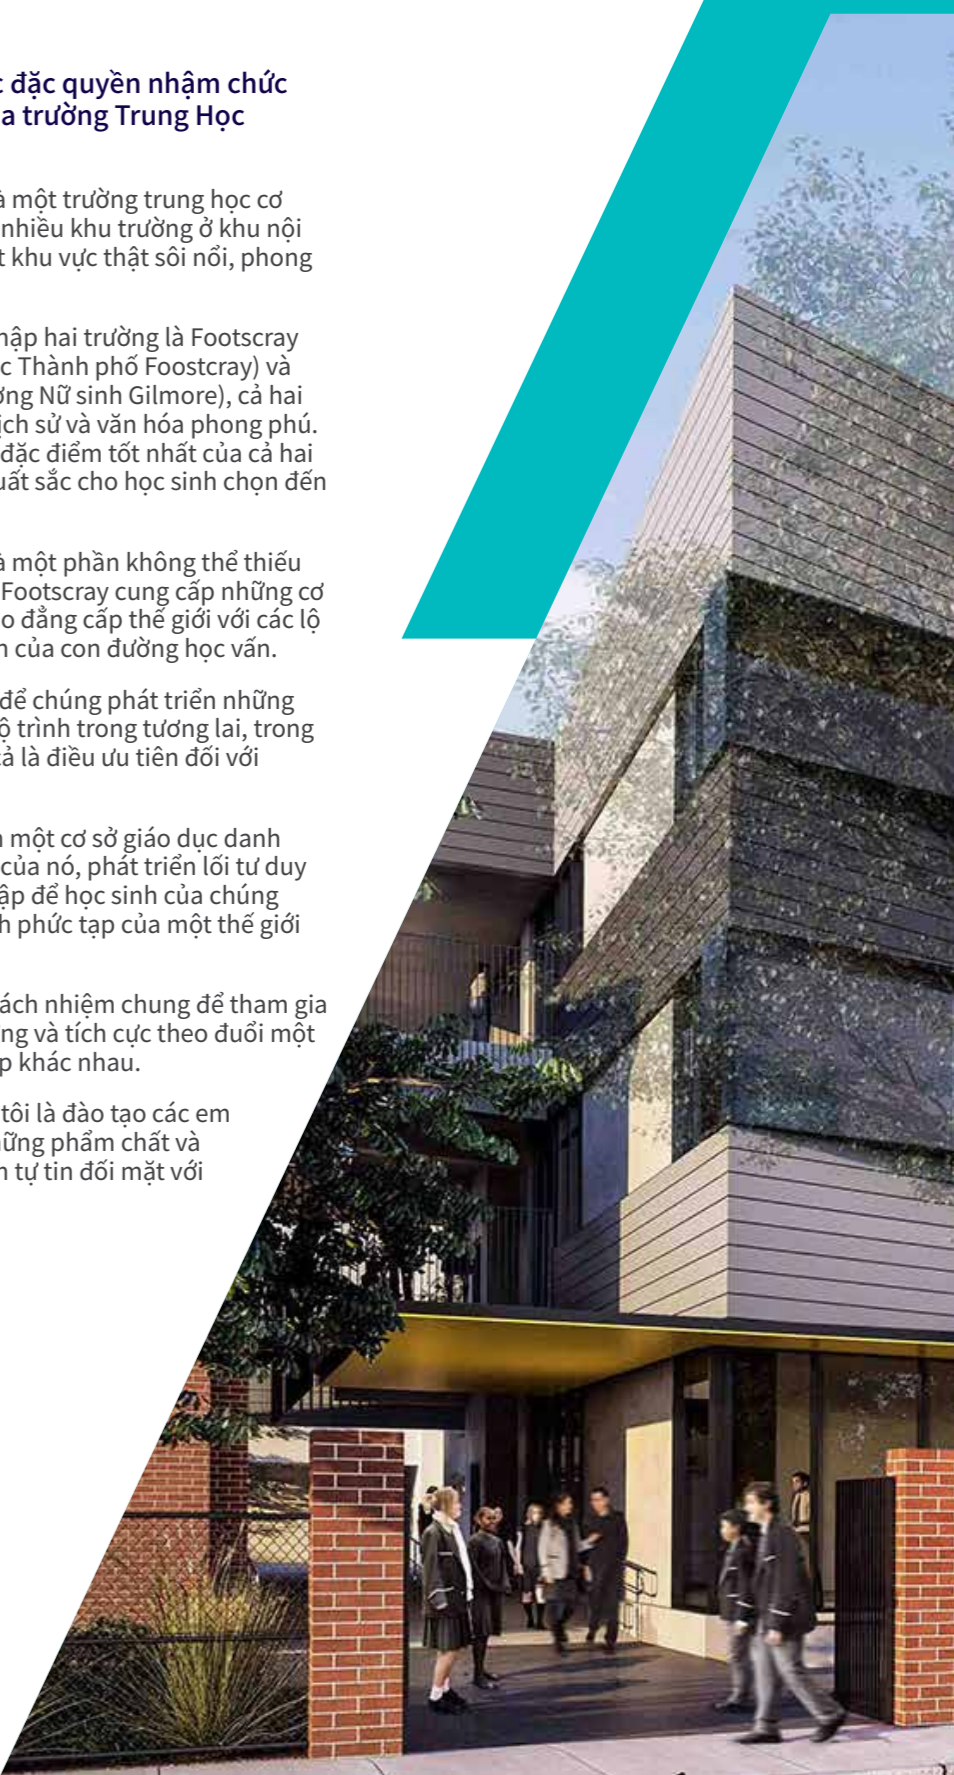 đặc quyền nhậm chức
a trường Trung Học
à một trường trung học cơ
nhiều khu trường ở khu nội
t khu vực thật sôi nổi, phong
hập hai trường là Footscray
c Thành phố Foostcray) và
ờng Nữ sinh Gilmore), cả hai
ịch sử và văn hóa phong phú.
đặc điểm tốt nhất của cả hai
uất sắc cho học sinh chọn đến
à một phần không thể thiếu
Footscray cung cấp những cơ
o đẳng cấp thế giới với các lộ
n của con đường học vấn.
để chúng phát triển những
ộ trình trong tương lai, trong
cả là điều ưu tiên đối với
n một cơ sở giáo dục danh
của nó, phát triển lối tư duy
ập để học sinh của chúng
h phức tạp của một thế giới
ách nhiệm chung để tham gia
ng và tích cực theo đuổi một
p khác nhau.
tôi là đào tạo các em
hững phẩm chất và
n tự tin đối mặt với